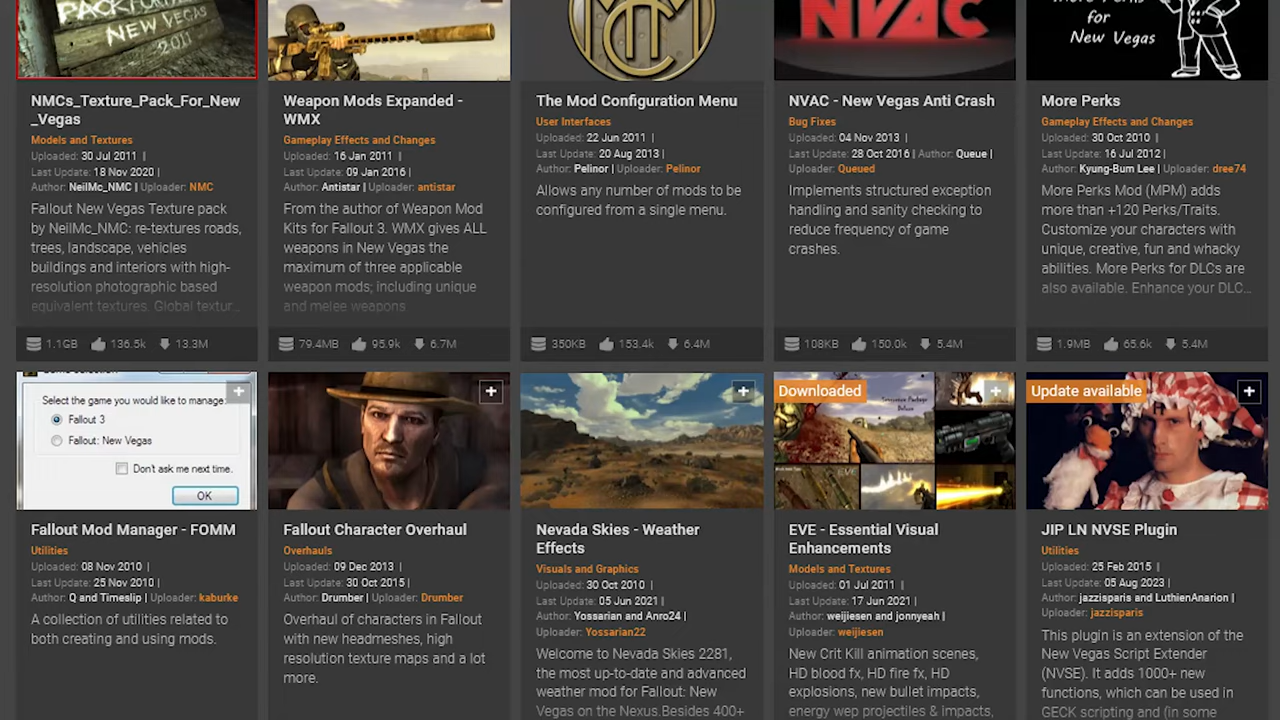 PACKFORFALLOUT
NEW VEGAS
2011
NVAC
More Perks
for
New Vegas
NMCs_Texture_Pack_For_New
_Vegas
Models and Textures
Uploaded: 30 Jul 2011 |
Last Update: 18 Nov 2020 |
Author: NeilMc_NMC | Uploader: NMC
Fallout New Vegas Texture pack
by NeilMc_NMC: re-textures roads,
trees, landscape, vehicles
buildings and interiors with high-
resolution photographic based
equivalent textures. Global textur...
1.1GB 136.5k 13.3M
Weapon Mods Expanded -
WMX
Gameplay Effects and Changes
Uploaded: 16 Jan 2011 |
Last Update: 09 Jan 2016 |
Author: Antistar | Uploader: antistar
From the author of Weapon Mod
Kits for Fallout 3. WMX gives ALL
weapons in New Vegas the
maximum of three applicable
weapon mods; including unique
and melee weapons
79.4MB 95.9k 6.7M
The Mod Configuration Menu
User Interfaces
Uploaded: 22 Jun 2011 |
Last Update: 20 Aug 2013 |
Author: Pelinor | Uploader: Pelinor
Allows any number of mods to be
configured from a single menu.
350KB 153.4k 6.4M
NVAC - New Vegas Anti Crash
Bug Fixes
Uploaded: 04 Nov 2013 |
Last Update: 28 Oct 2016 | Author: Queue |
Uploader: Queued
Implements structured exception
handling and sanity checking to
reduce frequency of game
crashes.
108KB 150.0k 5.4M
More Perks
Gameplay Effects and Changes
Uploaded: 30 Oct 2010 |
Last Update: 16 Jul 2012 |
Author: Kyung-Bum Lee | Uploader: dree74
More Perks Mod (MPM) adds
more than +120 Perks/Traits.
Customize your characters with
unique, creative, fun and whacky
abilities. More Perks for DLCs are
also available. Enhance your DLC...
1.9MB 65.6k 5.4M
Select the game you would like to manage:
Fallout 3
Fallout: New Vegas
Don't ask me next time.
OK
Fallout Mod Manager - FOMM
Utilities
Uploaded: 08 Nov 2010 |
Last Update: 25 Nov 2010 |
Author: Q and Timeslip | Uploader: kaburke
A collection of utilities related to
both creating and using mods.
Fallout Character Overhaul
Overhauls
Uploaded: 09 Dec 2013 |
Last Update: 30 Oct 2015 |
Author: Drumber | Uploader: Drumber
Overhaul of characters in Fallout
with new headmeshes, high
resolution texture maps and a lot
more.
Nevada Skies - Weather
Effects
Visuals and Graphics
Uploaded: 30 Oct 2010 |
Last Update: 05 Jun 2021 |
Author: Yossarian and Anro24 |
Uploader: Yossarian22
Welcome to Nevada Skies 2281,
the most up-to-date and advanced
weather mod for Fallout: New
Vegas on the Nexus.Besides 400+
Downloaded
EVE - Essential Visual
Enhancements
Models and Textures
Uploaded: 01 Jul 2011 |
Last Update: 17 Jun 2021 |
Author: weijiesen and jonnyeah |
Uploader: weijiesen
New Crit Kill animation scenes,
HD blood fx, HD fire fx, HD
explosions, new bullet impacts,
energy wep projectiles & impacts,
Update available
JIP LN NVSE Plugin
Utilities
Uploaded: 25 Feb 2015 |
Last Update: 05 Aug 2023 |
Author: jazzisparis and LuthienAnarion |
Uploader: jazzisparis
This plugin is an extension of the
New Vegas Script Extender
(NVSE). It adds 1000+ new
functions, which can be used in
GECK scripting and (in some